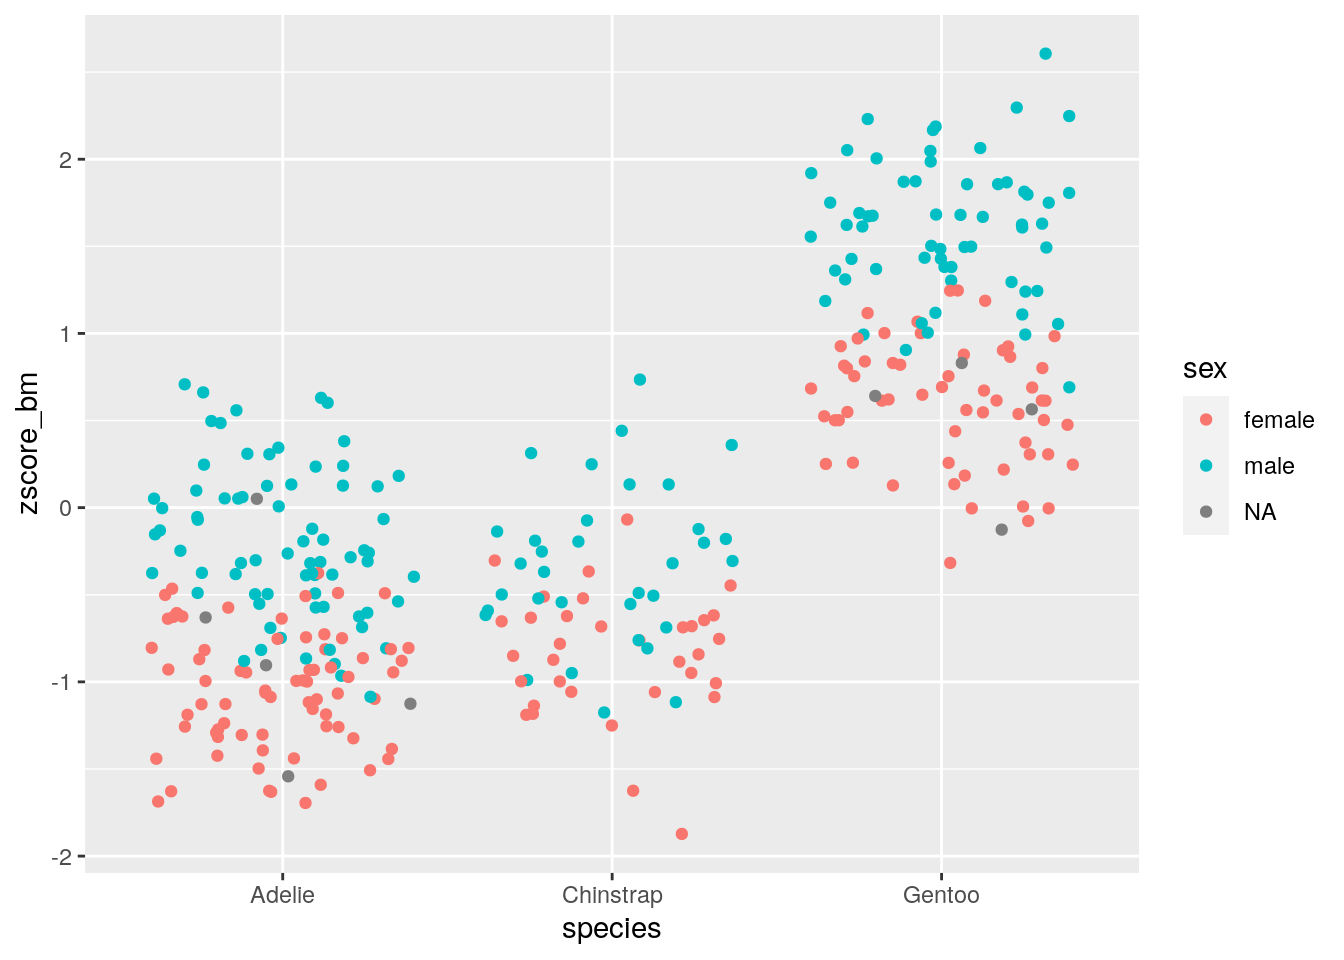 zscore_bm
2
1
0
-1
-2
Adelie
Chinstrap
Gentoo
species
sex
female
male
NA